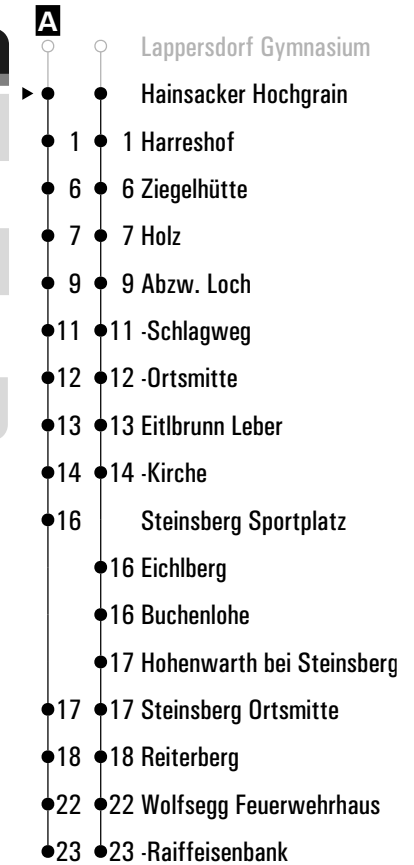 A
Lappersdorf Gymnasium
Hainsacker Hochgrain
1 1 Harreshof
6 6 Ziegelhütte
7 7 Holz
9 9 Abzw. Loch
11 11 -Schlagweg
12 12 -Ortsmitte
13 13 Eitlbrunn Leber
14 14 -Kirche
16 Steinsberg Sportplatz
16 Eichlberg
16 Buchenlohe
17 Hohenwarth bei Steinsberg
17 17 Steinsberg Ortsmitte
18 18 Reiterberg
22 22 Wolfsegg Feuerwehrhaus
23 23 -Raiffeisenbank